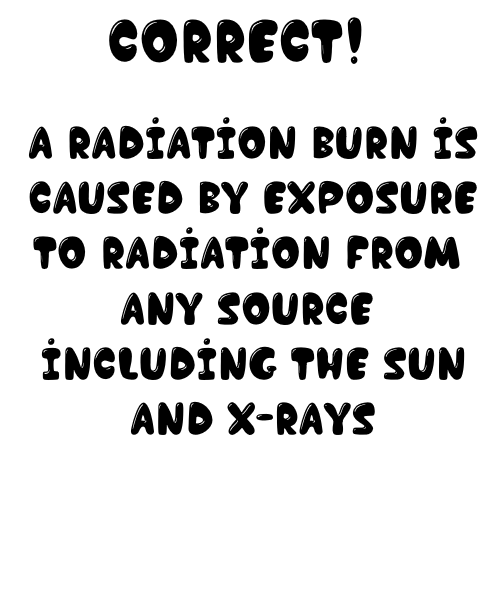 CORRECT!
A RADIATION BURN IS
CAUSED BY EXPOSURE
TO RADIATION FROM
ANY SOURCE
INCLUDING THE SUN
AND X-RAYS